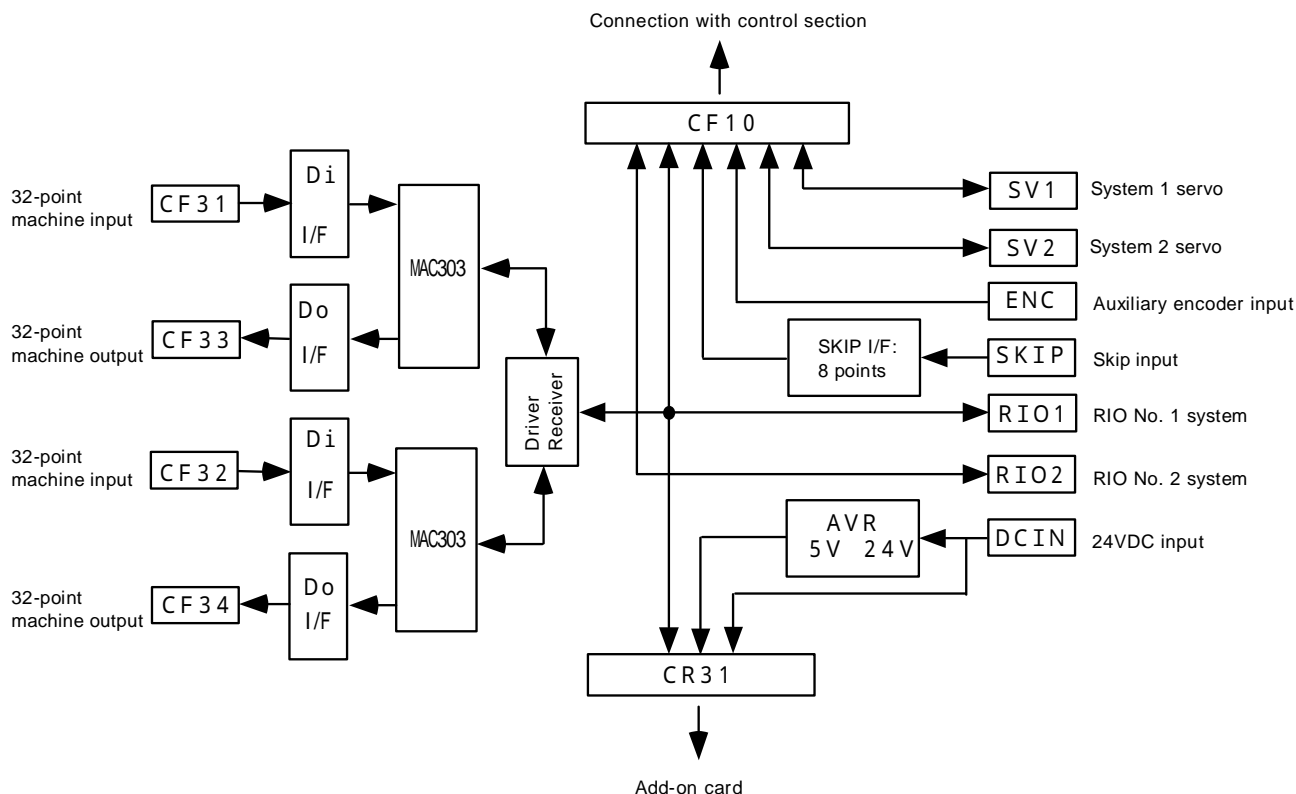 Connection with control section
CF10
32-point
machine input
CF31
Di
I/F
MAC303
32-point
machine output
CF33
Do
I/F
32-point
machine input
CF32
Di
I/F
MAC303
32-point
machine output
CF34
Do
I/F
Driver
Receiver
SV1
System 1 servo
SV2
System 2 servo
ENC
Auxiliary encoder input
SKIP I/F:
8 points
SKIP
Skip input
RIO1
RIO No. 1 system
RIO2
RIO No. 2 system
AVR
5V 24V
DCIN
24VDC input
CR31
Add-on card